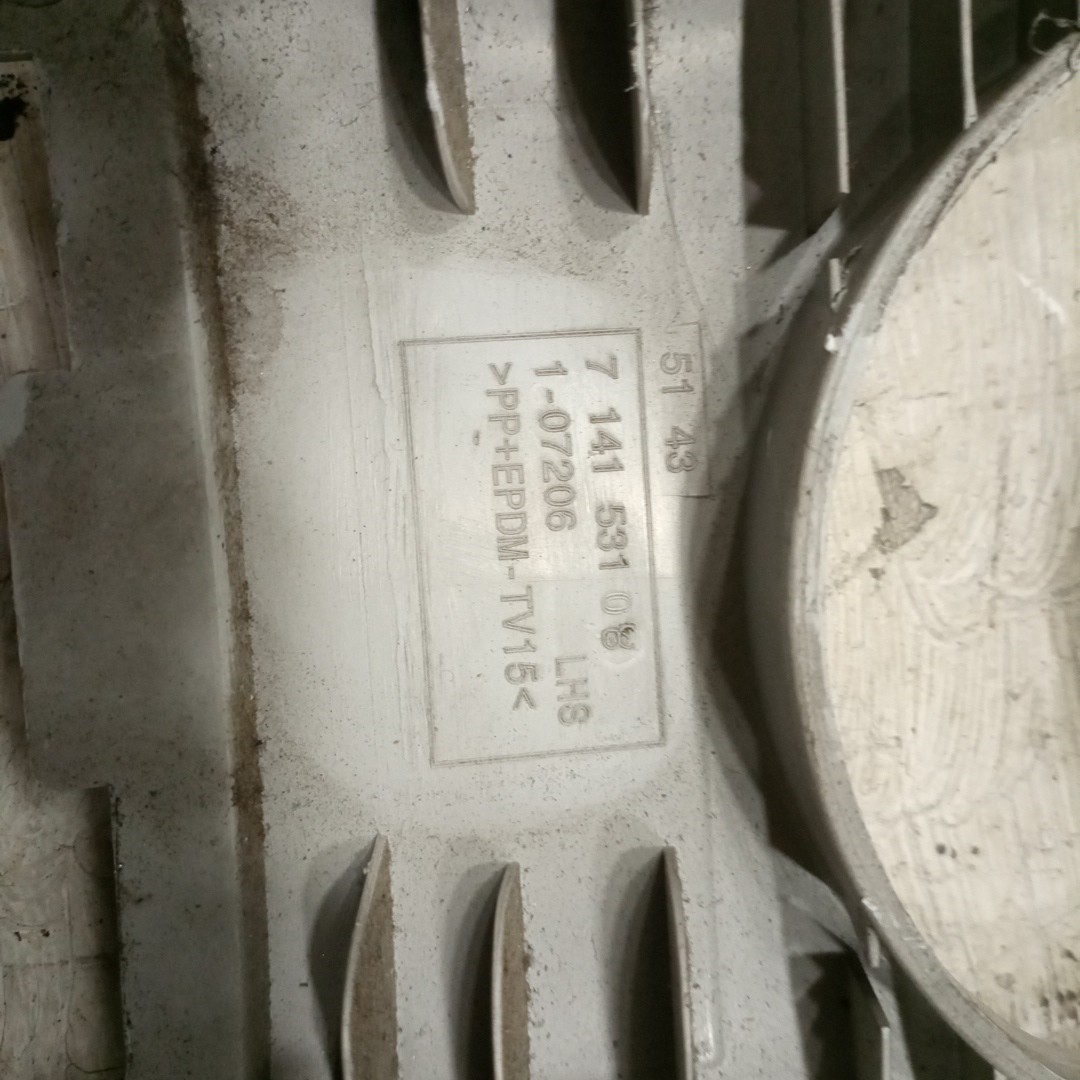 51 43
7 141 531 08
1-07206 LHS
>PP+EPDM-TV15<